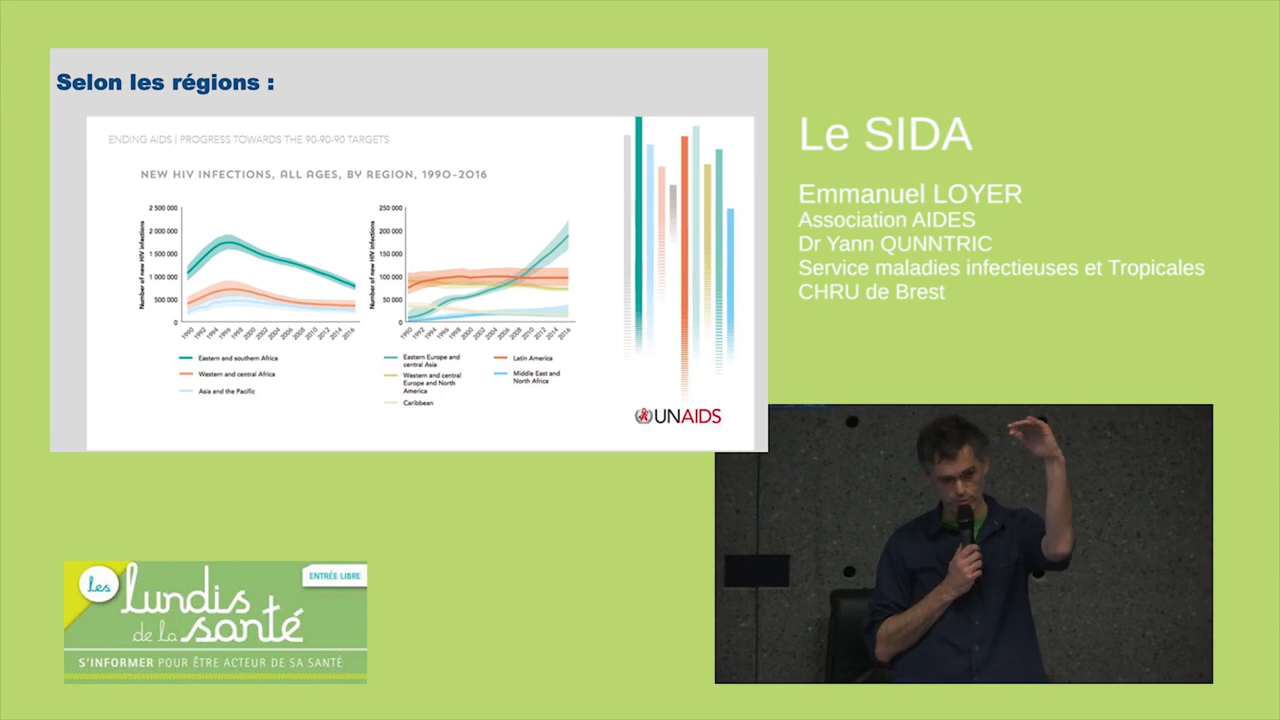 Selon les régions :
ENDING AIDS | PROGRESS TOWARDS THE 90-90-90 TARGETS
NEW HIV INFECTIONS, ALL AGES, BY REGION, 1990–2016
Number of new HIV infections
2 500 000
2 000 000
1 500 000
1 000 000
500 000
0
1990
1992
1994
1996
1998
2000
2002
2004
2006
2008
2010
2012
2014
2016
Eastern and southern Africa
Western and central Africa
Asia and the Pacific
Number of new HIV infections
250 000
200 000
150 000
100 000
50 000
0
1990
1992
1994
1996
1998
2000
2002
2004
2006
2008
2010
2012
2014
2016
Eastern Europe and
central Asia
Western and central
Europe and North
America
Caribbean
Latin America
Middle East and
North Africa
UNAIDS
Le SIDA
Emmanuel LOYER
Association AIDES
Dr Yann QUNNTRIC
Service maladies infectieuses et Tropicales
CHRU de Brest
les
lundis
de la santé
ENTRÉE LIBRE
S'INFORMER POUR ÊTRE ACTEUR DE SA SANTÉ